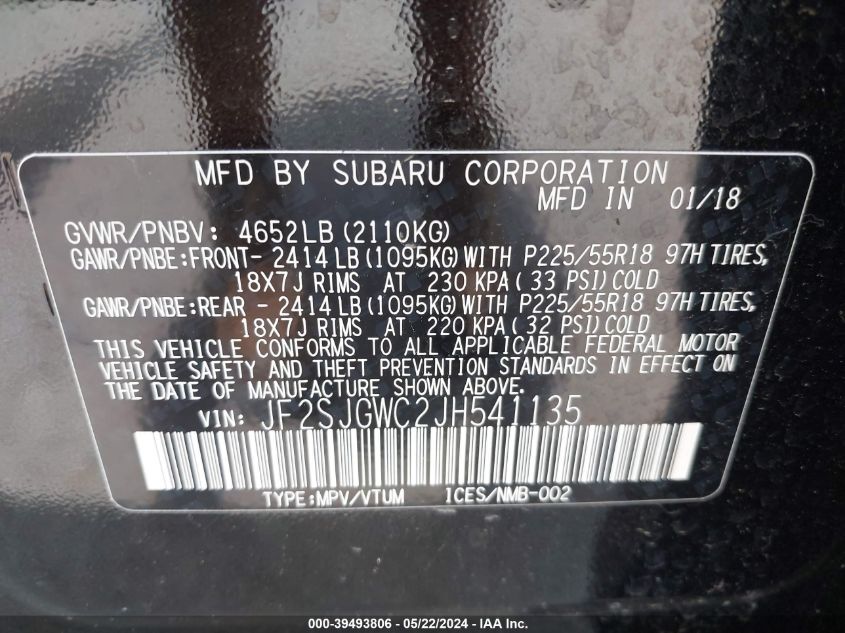 MFD BY SUBARU CORPORATION
MFD IN 01/18
GVWR/PNBV: 4652LB (2110KG)
GAWR/PNBE:FRONT- 2414 LB (1095KG) WITH P225/55R18 97H TIRES,
18X7J RIMS AT 230 KPA ( 33 PSI) COLD
GAWR/PNBE:REAR - 2414 LB (1095KG) WITH P225/55R18 97H TIRES,
18X7J RIMS AT 220 KPA ( 32 PSI) COLD
THIS VEHICLE CONFORMS TO ALL APPLICABLE FEDERAL MOTOR
VEHICLE SAFETY AND THEFT PREVENTION STANDARDS IN EFFECT ON
THE DATE OF MANUFACTURE SHOWN ABOVE.
VIN: JF2SJGWC2JH541135
TYPE:MPV/VTUM ICES/NMB-002
000-39493806 - 05/22/2024 - IAA Inc.